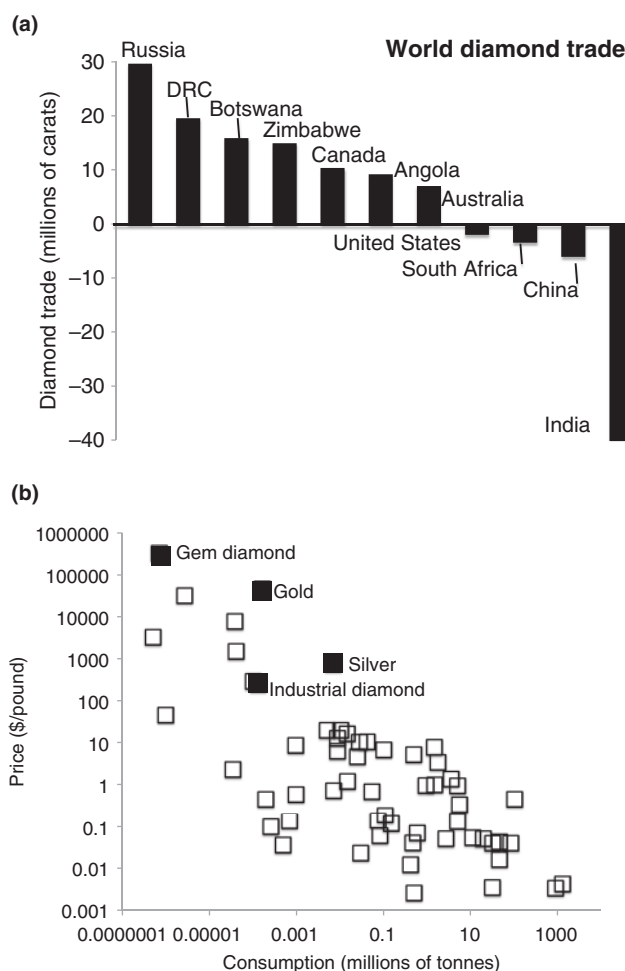 (a)
World diamond trade
Diamond trade (millions of carats)
30
20
10
0
–10
–20
–30
–40
Russia
DRC
Botswana
Zimbabwe
Canada
Angola
Australia
United States
South Africa
China
India
(b)
Price ($/pound)
1000000
100000
10000
1000
100
10
1
0.1
0.01
0.001
Gem diamond
Gold
Silver
Industrial diamond
0.0000001
0.00001
0.001
0.1
10
1000
Consumption (millions of tonnes)